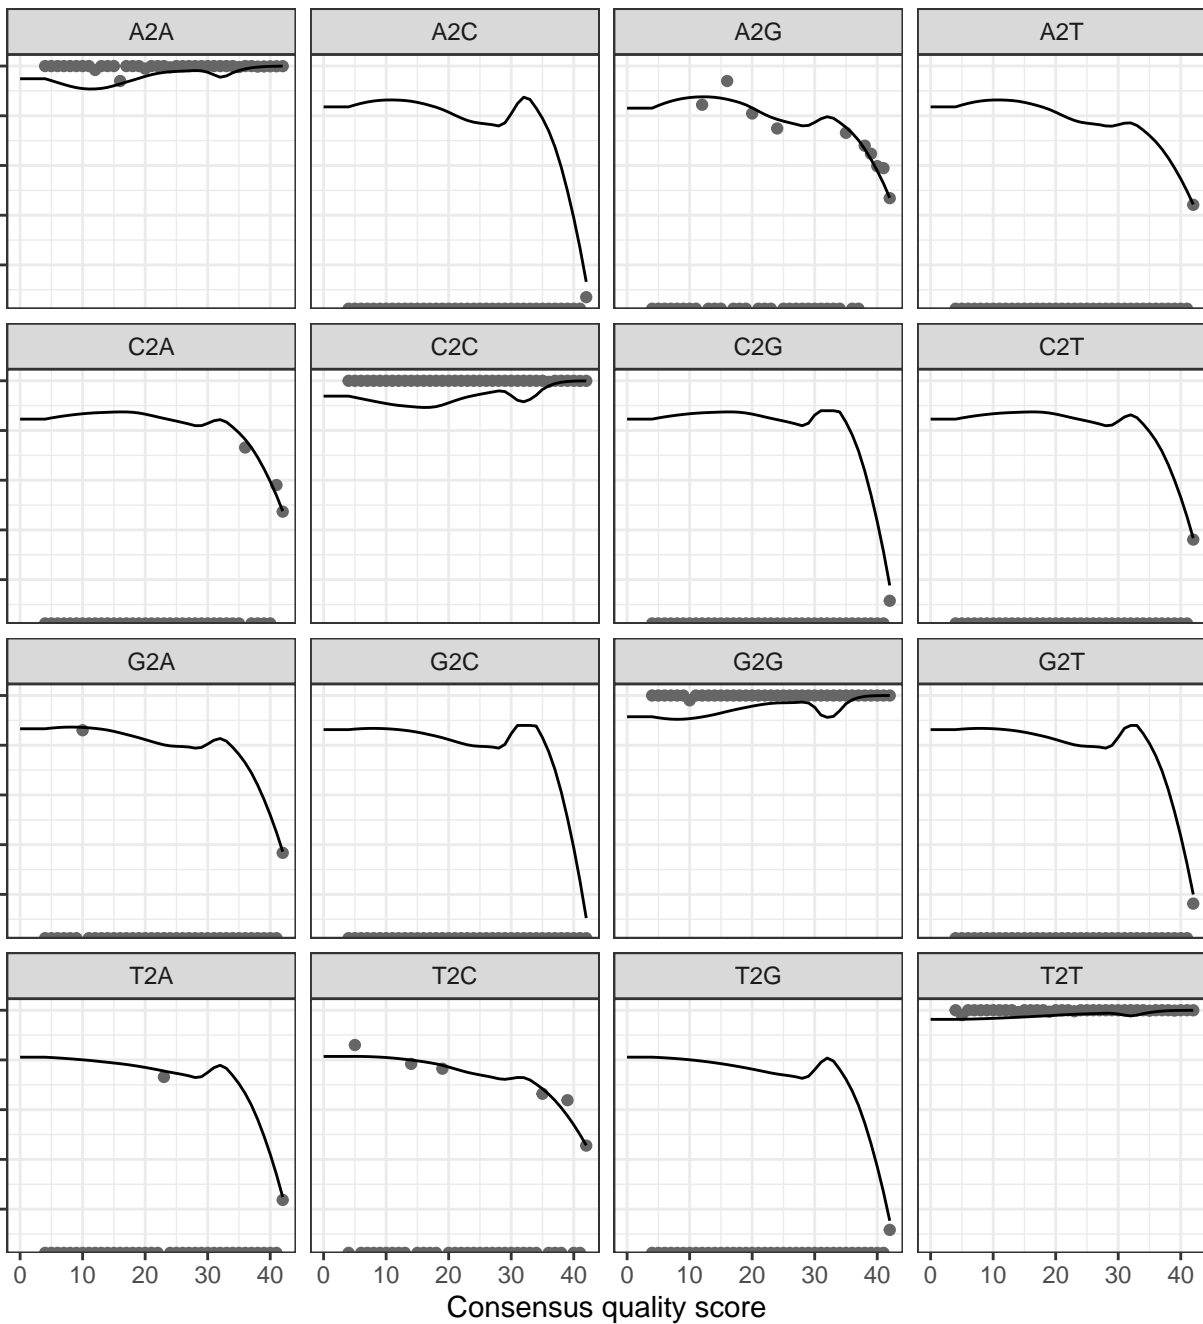 A2A A2C A2G A2T
C2A C2C C2G C2T
G2A G2C G2G G2T
T2A T2C T2G T2T
0 10 20 30 40 0 10 20 30 40 0 10 20 30 40 0 10 20 30 40
Consensus quality score